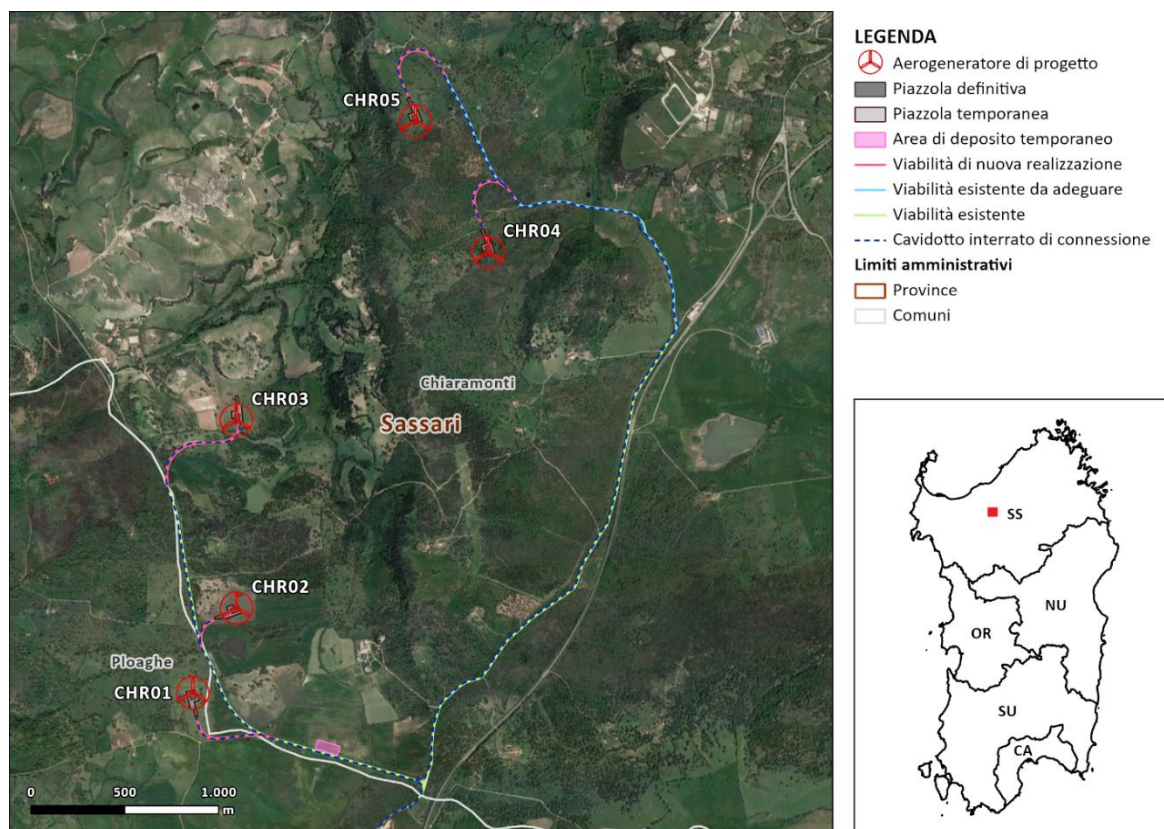 CHR05
CHR04
CHR03
Chiaramonti
Sassari
CHR02
Ploaghe
CHR01
0 500 1.000
m
LEGENDA
Aerogeneratore di progetto
Piazzola definitiva
Piazzola temporanea
Area di deposito temporaneo
Viabilità di nuova realizzazione
Viabilità esistente da adeguare
Viabilità esistente
Cavidotto interrato di connessione
Limiti amministrativi
Province
Comuni
SS
NU
OR
SU
CA